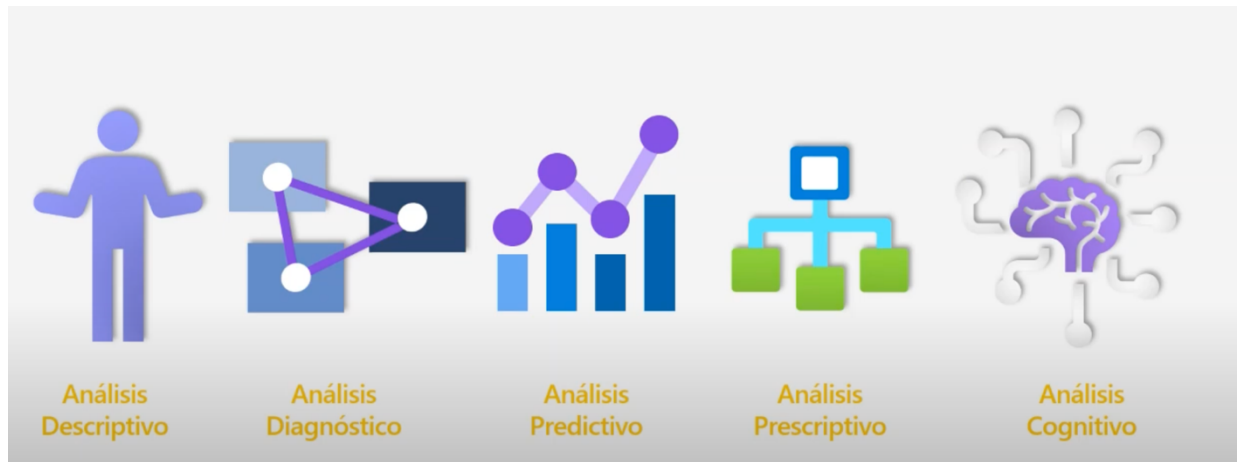 Análisis
Descriptivo
Análisis
Diagnóstico
Análisis
Predictivo
Análisis
Prescriptivo
Análisis
Cognitivo